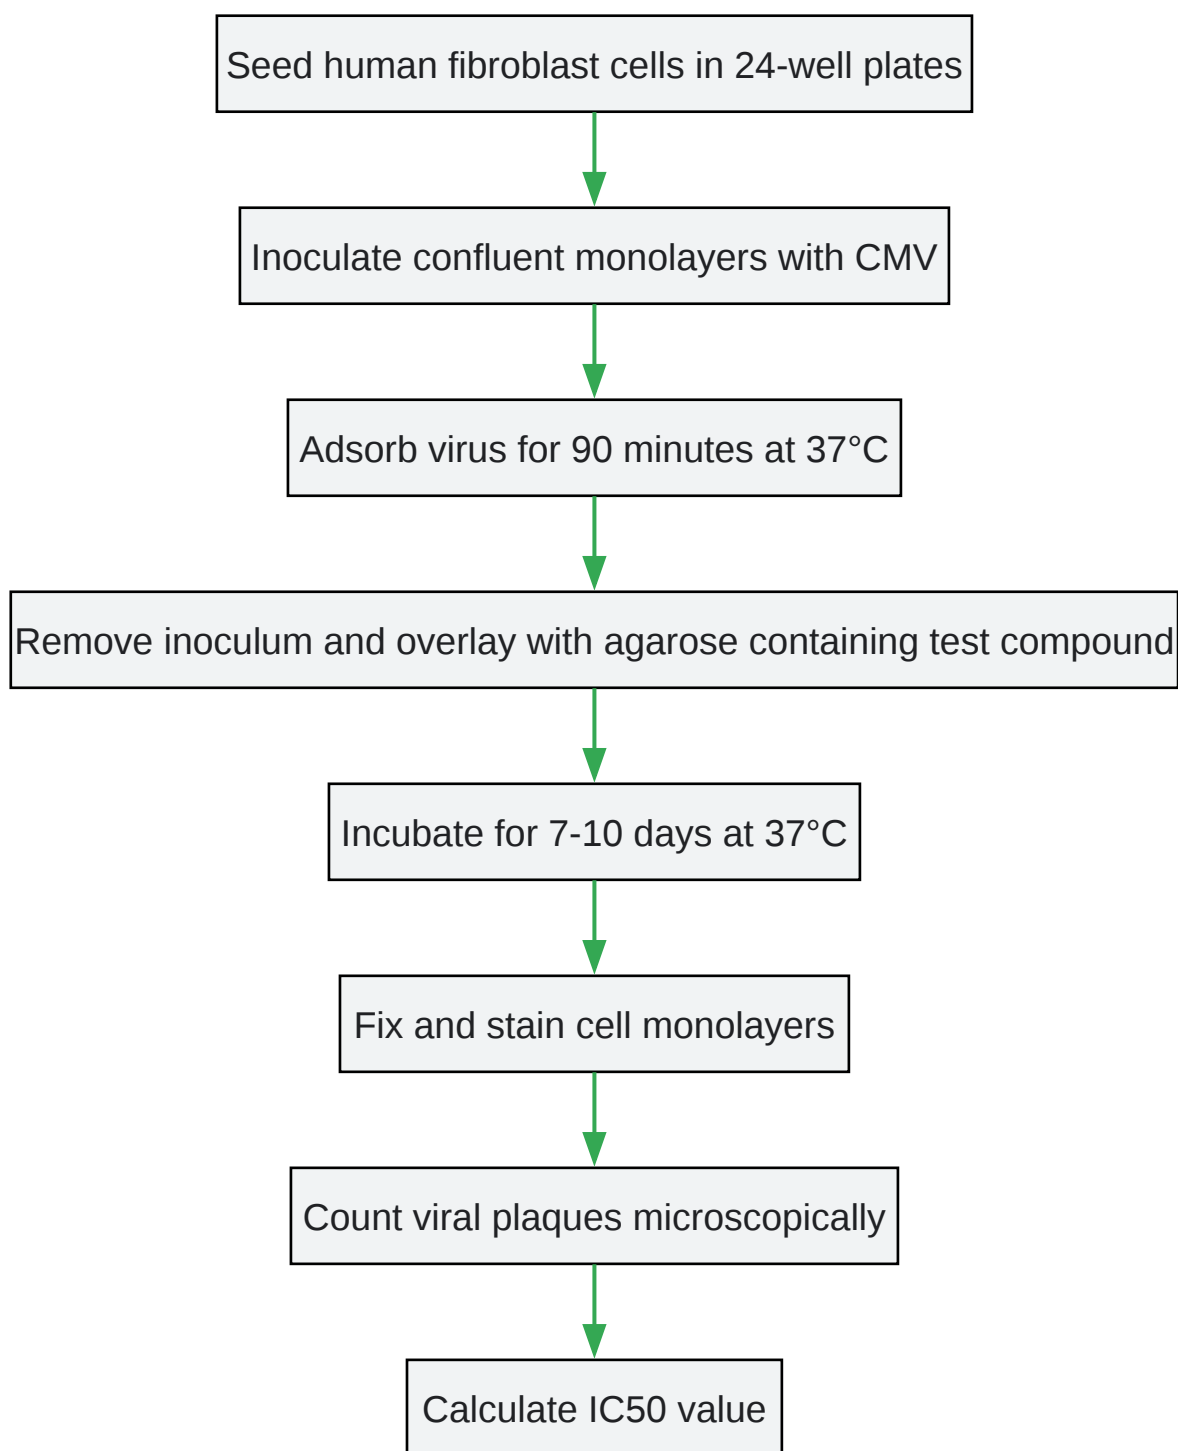 Seed human fibroblast cells in 24-well plates
Inoculate confluent monolayers with CMV
Adsorb virus for 90 minutes at 37°C
Remove inoculum and overlay with agarose containing test compound
Incubate for 7-10 days at 37°C
Fix and stain cell monolayers
Count viral plaques microscopically
Calculate IC50 value